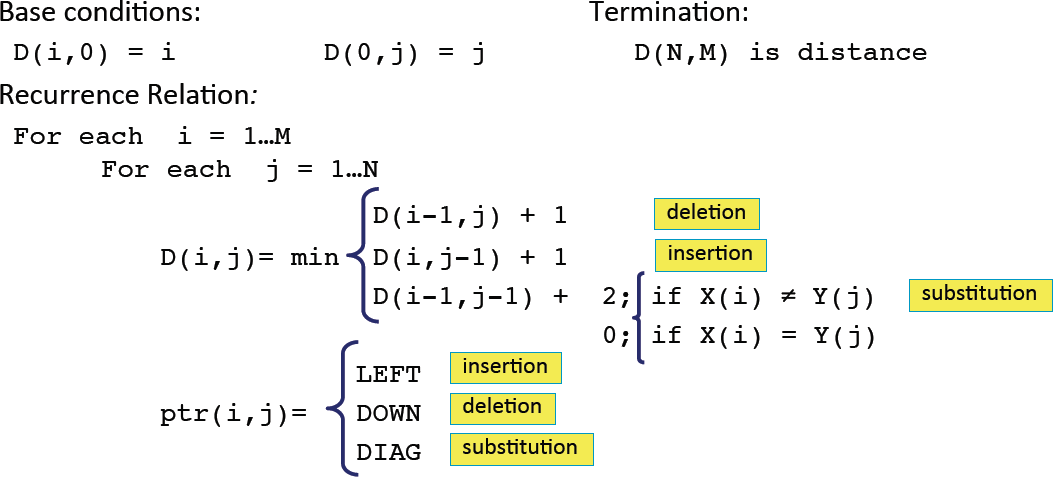 Base conditions: Termination:
D(i,0) = i D(0,j) = j D(N,M) is distance
Recurrence Relation:
For each i = 1…M
For each j = 1…N
D(i-1,j) + 1 deletion
D(i,j)= min D(i,j-1) + 1 insertion
D(i-1,j-1) + 2; if X(i) ≠ Y(j) substitution
0; if X(i) = Y(j)
LEFT insertion
ptr(i,j)= DOWN deletion
DIAG substitution